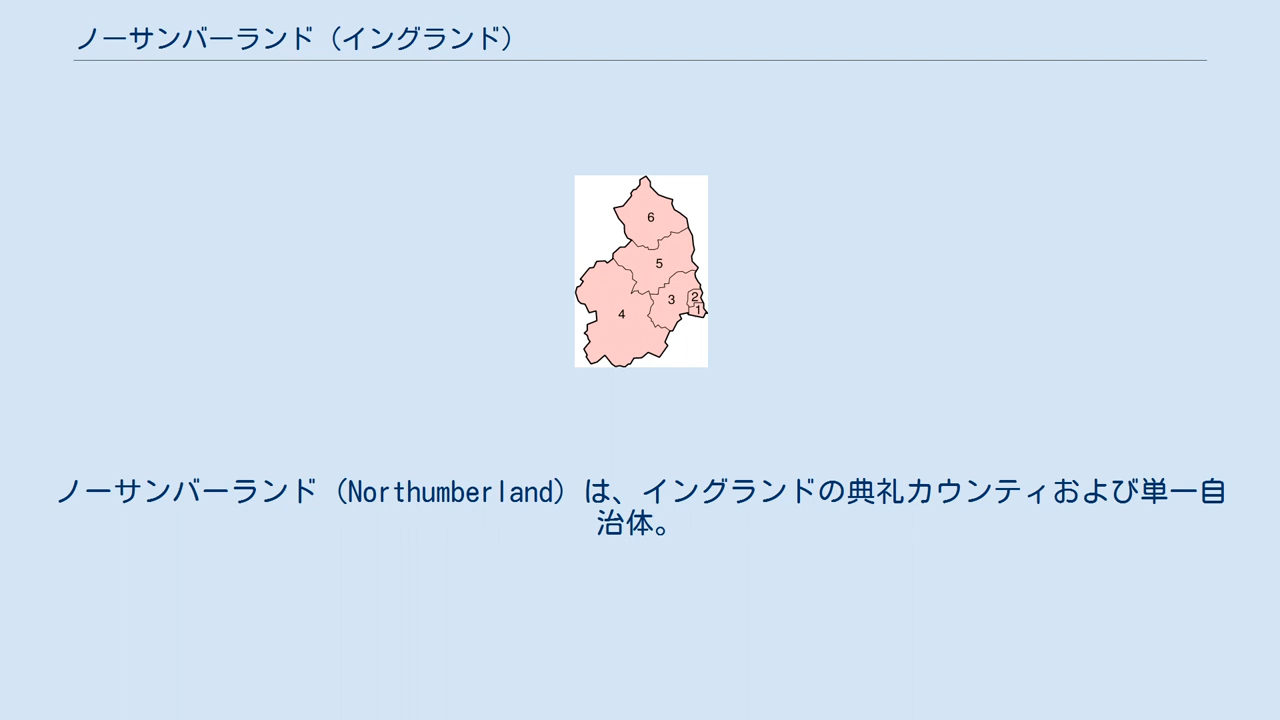 ノーサンバーランド（イングランド）
6
5
3
2
1
4
ノーサンバーランド（Northumberland）は、イングランドの典礼カウンティおよび単一自
治体。